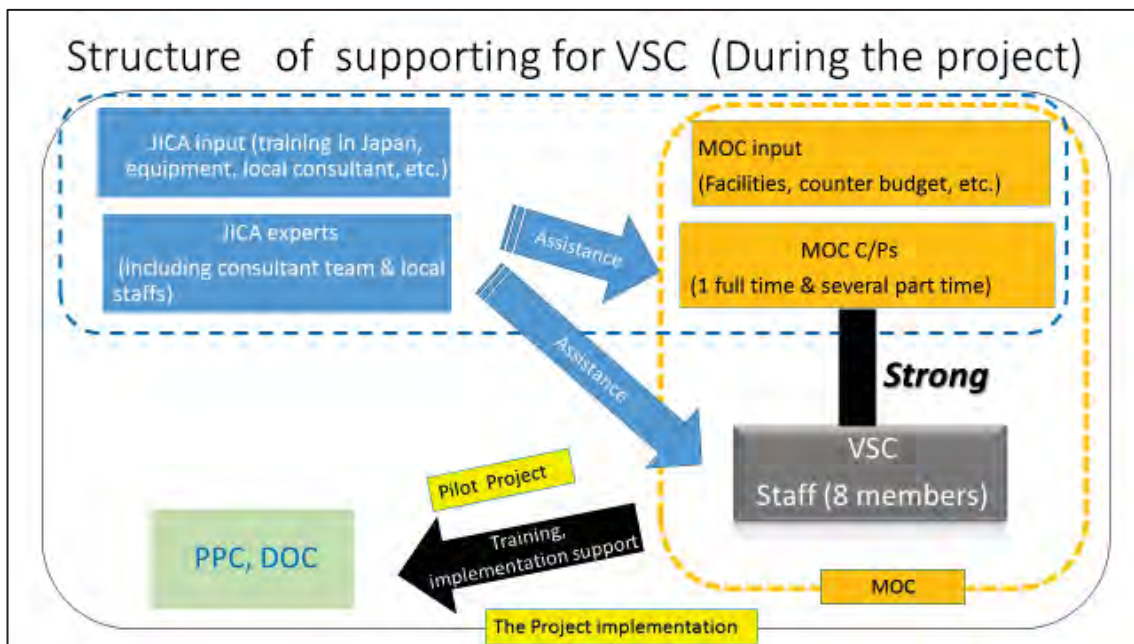 Structure of supporting for VSC (During the project)
JICA input (training in Japan,
equipment, local consultant, etc.)
JICA experts
(including consultant team & local
staffs)
Assistance
Assistance
MOC input
(Facilities, counter budget, etc.)
MOC C/Ps
(1 full time & several part time)
Strong
VSC
Staff (8 members)
MOC
Pilot Project
Training,
implementation support
PPC, DOC
The Project implementation